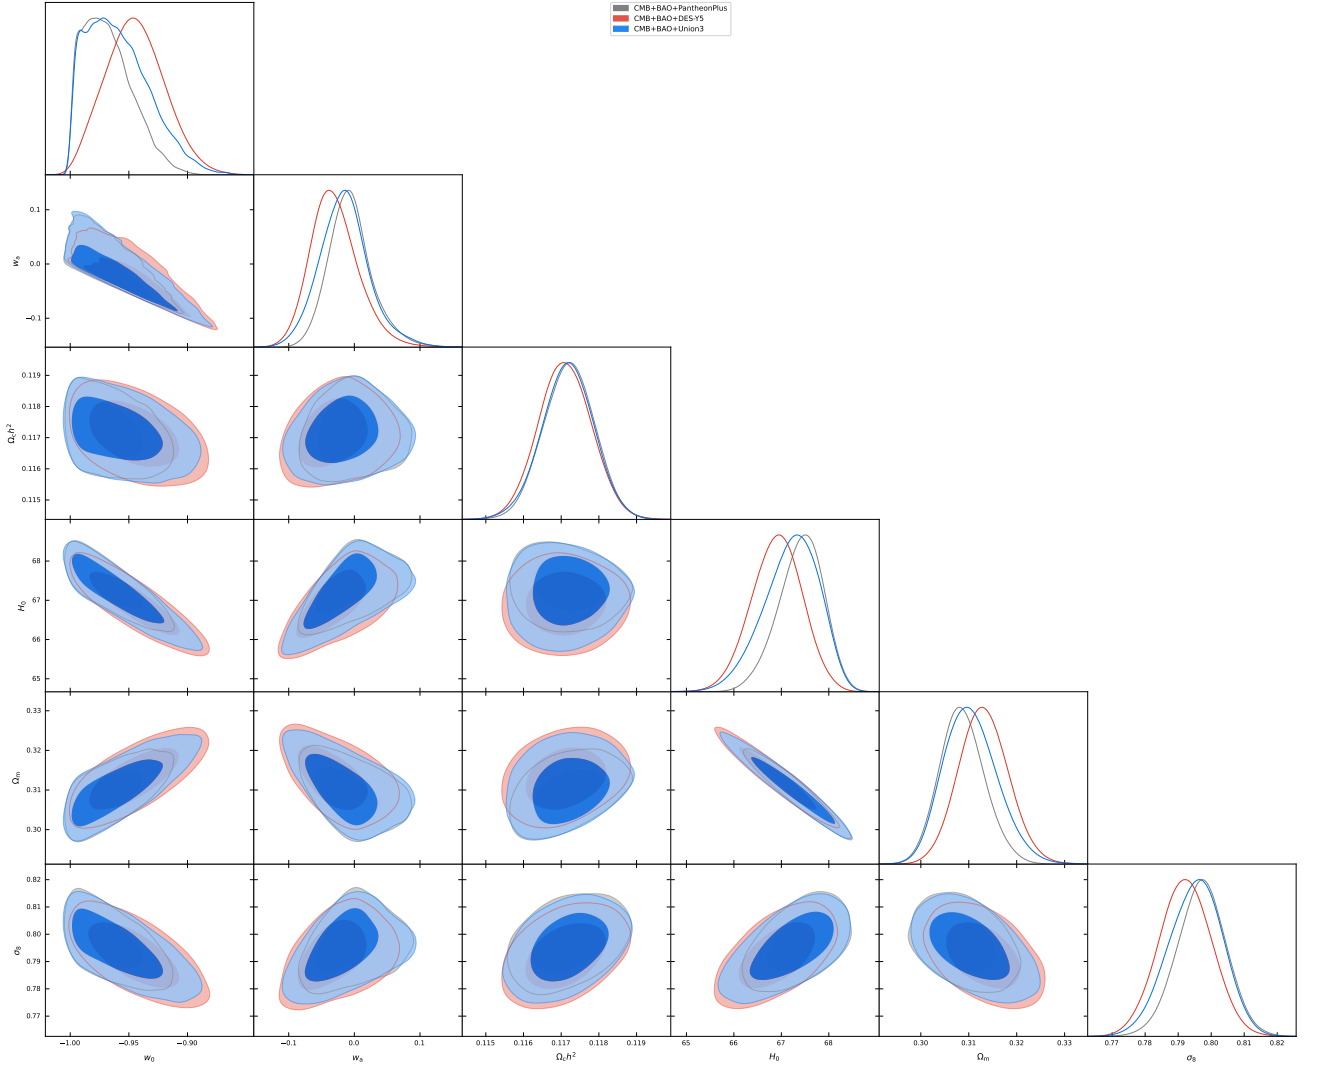 CMB+BAO+PantheonPlus
CMB+BAO+DES-Y5
CMB+BAO+Union3
0.1
0.0
−0.1
wₐ
0.119
0.118
0.117
0.116
0.115
Ω_c h²
68
67
66
65
H₀
0.33
0.32
0.31
0.30
Ωₘ
0.82
0.81
0.80
0.79
0.78
0.77
σ₈
−1.00 −0.95 −0.90
−0.1 0.0 0.1
0.115 0.116 0.117 0.118 0.119
65 66 67 68
0.30 0.31 0.32 0.33
0.77 0.78 0.79 0.80 0.81 0.82
w₀ wₐ Ω_c h² H₀ Ωₘ σ₈